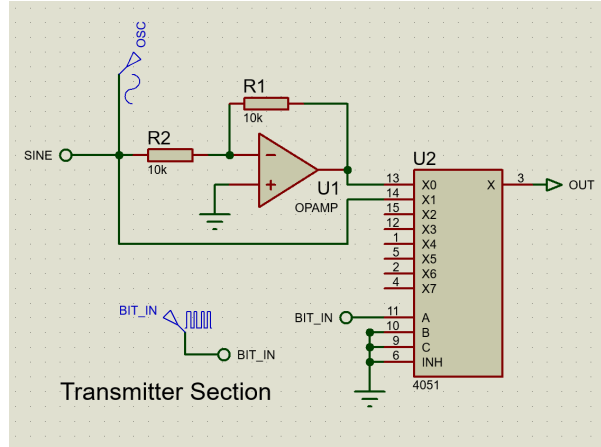 OSC
R1
10k
R2
10k
SINE
U1
OPAMP
U2
13 X0
14 X1
15 X2
12 X3
1 X4
5 X5
2 X6
4 X7
X 3
OUT
BIT_IN
11 A
10 B
9 C
6 INH
4051
BIT_IN
BIT_IN
Transmitter Section